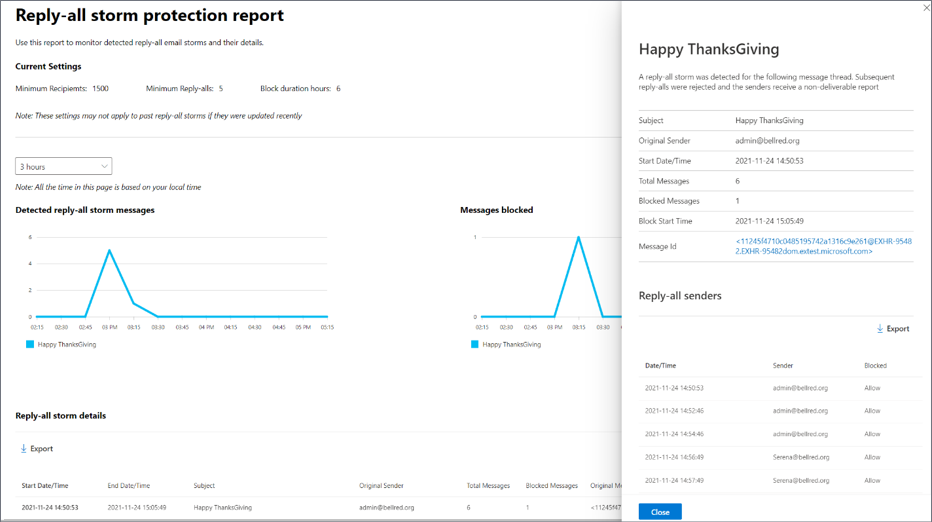 Reply-all storm protection report
Use this report to monitor detected reply-all email storms and their details.
Current Settings
Minimum Recipiemts: 1500 Minimum Reply-alls: 5 Block duration hours: 6
Note: These settings may not apply to past reply-all storms if they were updated recently
3 hours
Note: All the time in this page is based on your local time
Detected reply-all storm messages
6
4
2
0
02:15 02:30 02:45 03 PM 03:15 03:30 03:45 04 PM 04:15 04:30 04:45 05 PM 05:15
Happy ThanksGiving
Messages blocked
1
0
02:15 02:30 02:45 03 PM 03:15 03:30 03:
Happy ThanksGiving
Reply-all storm details
Export
Start Date/Time End Date/Time Subject Original Sender Total Messages Blocked Messages Original M
2021-11-24 14:50:53 2021-11-24 15:05:49 Happy ThanksGiving admin@bellred.org 6 1 <11245f4
Happy ThanksGiving
A reply-all storm was detected for the following message thread. Subsequent
reply-alls were rejected and the senders receive a non-deliverable report
Subject Happy ThanksGiving
Original Sender admin@bellred.org
Start Date/Time 2021-11-24 14:50:53
Total Messages 6
Blocked Messages 1
Block Start Time 2021-11-24 15:05:49
Message Id <11245f4710c0485195742a1316c9e261@EXHR-9548
2.EXHR-95482dom.extest.microsoft.com>
Reply-all senders
Export
Date/Time Sender Blocked
2021-11-24 14:50:53 admin@bellred.org Allow
2021-11-24 14:52:46 admin@bellred.org Allow
2021-11-24 14:54:46 admin@bellred.org Allow
2021-11-24 14:56:49 Serena@bellred.org Allow
2021-11-24 14:57:49 Serena@bellred.org Allow
Close